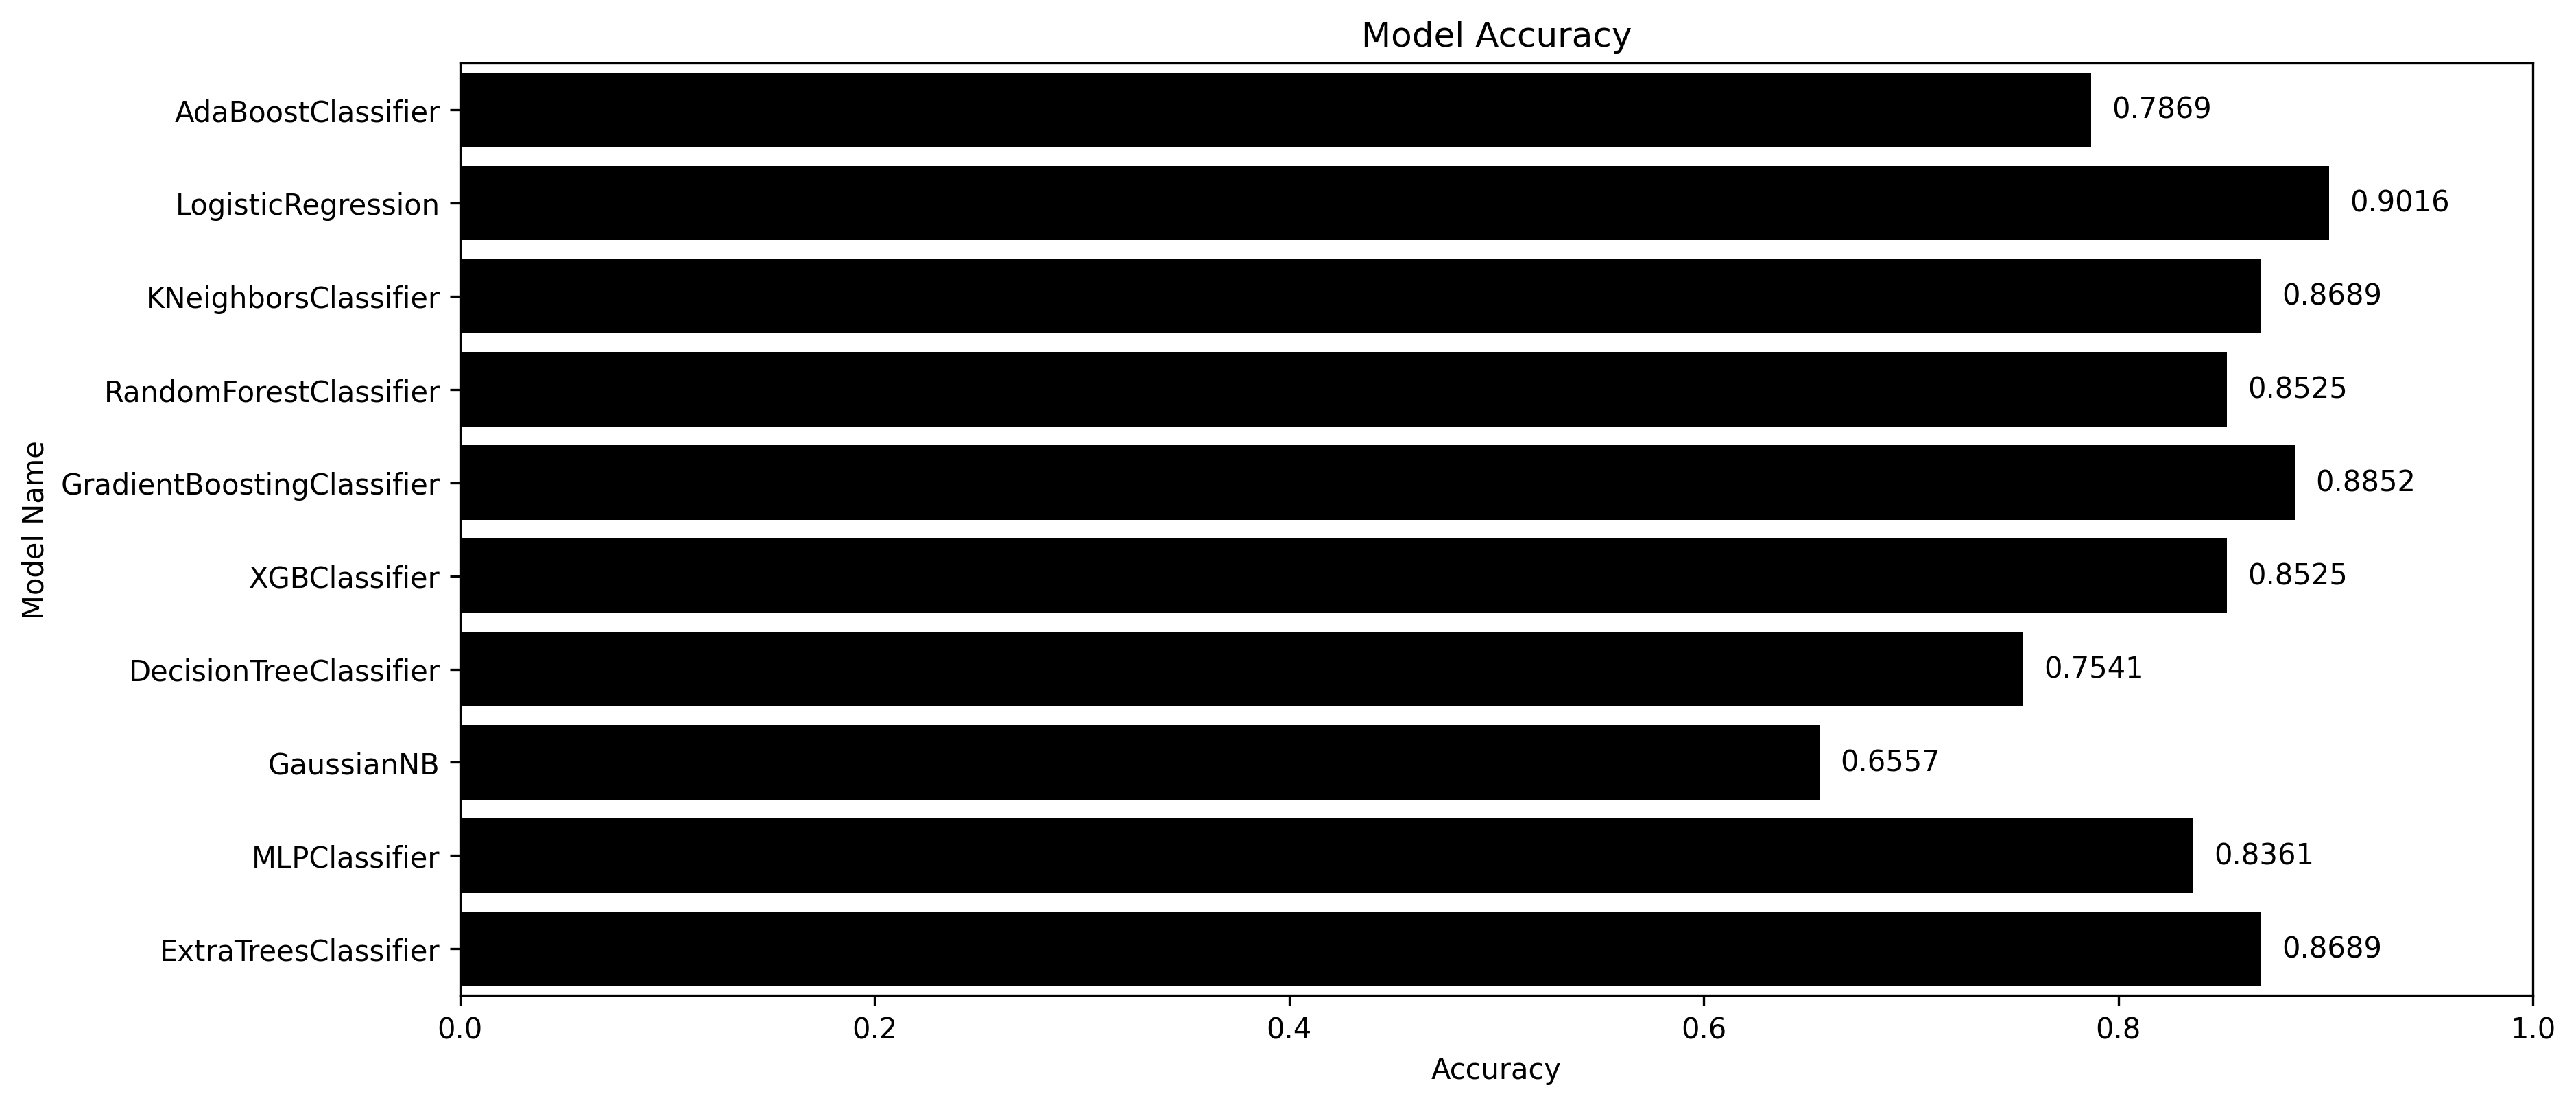 Model Accuracy
AdaBoostClassifier 0.7869
LogisticRegression 0.9016
KNeighborsClassifier 0.8689
RandomForestClassifier 0.8525
GradientBoostingClassifier 0.8852
XGBClassifier 0.8525
DecisionTreeClassifier 0.7541
GaussianNB 0.6557
MLPClassifier 0.8361
ExtraTreesClassifier 0.8689
Model Name
0.0 0.2 0.4 0.6 0.8 1.0
Accuracy